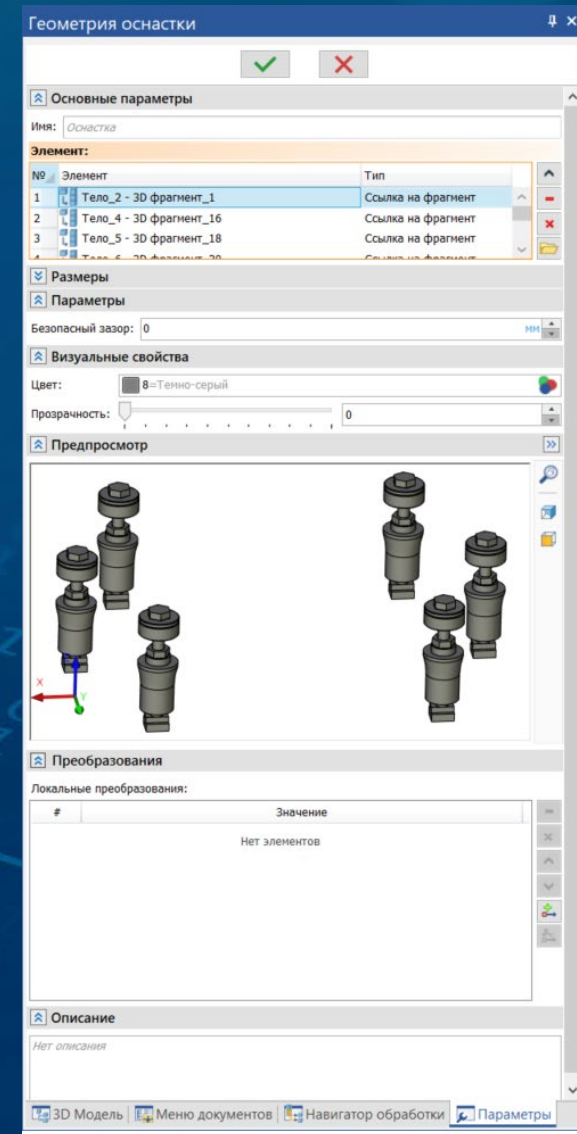 Геометрия оснастки
Основные параметры
Имя: Оснастка
Элемент:
№ Элемент Тип
1 Тело_2 - 3D фрагмент_1 Ссылка на фрагмент
2 Тело_4 - 3D фрагмент_16 Ссылка на фрагмент
3 Тело_5 - 3D фрагмент_18 Ссылка на фрагмент
Размеры
Параметры
Безопасный зазор: 0 мм
Визуальные свойства
Цвет: 8=Темно-серый
Прозрачность: 0
Предпросмотр
X Y
Преобразования
Локальные преобразования:
# Значение
Нет элементов
Описание
Нет описания
3D Модель Меню документов Навигатор обработки Параметры